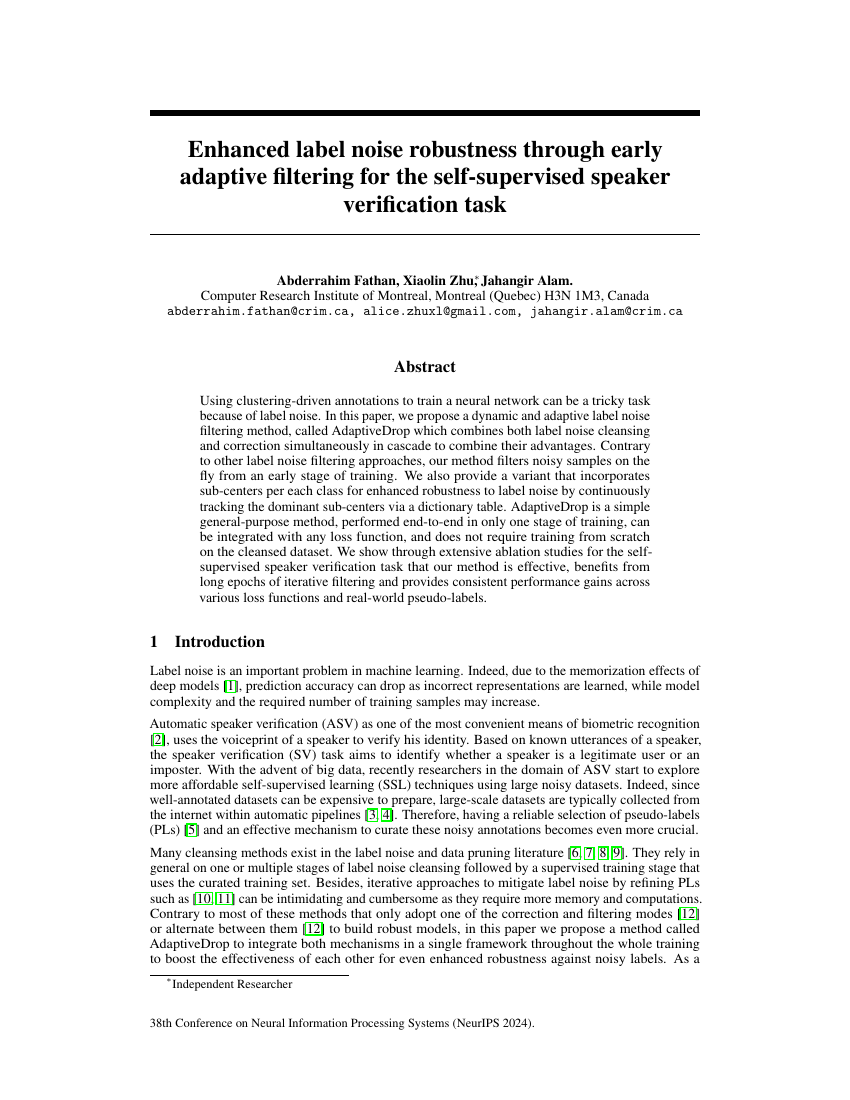 Enhanced label noise robustness through early
adaptive filtering for the self-supervised speaker
verification task
Abderrahim Fathan, Xiaolin Zhu,* Jahangir Alam.
Computer Research Institute of Montreal, Montreal (Quebec) H3N 1M3, Canada
abderrahim.fathan@crim.ca, alice.zhuxl@gmail.com, jahangir.alam@crim.ca
Abstract
Using clustering-driven annotations to train a neural network can be a tricky task
because of label noise. In this paper, we propose a dynamic and adaptive label noise
filtering method, called AdaptiveDrop which combines both label noise cleansing
and correction simultaneously in cascade to combine their advantages. Contrary
to other label noise filtering approaches, our method filters noisy samples on the
fly from an early stage of training. We also provide a variant that incorporates
sub-centers per each class for enhanced robustness to label noise by continuously
tracking the dominant sub-centers via a dictionary table. AdaptiveDrop is a simple
general-purpose method, performed end-to-end in only one stage of training, can
be integrated with any loss function, and does not require training from scratch
on the cleansed dataset. We show through extensive ablation studies for the self-
supervised speaker verification task that our method is effective, benefits from
long epochs of iterative filtering and provides consistent performance gains across
various loss functions and real-world pseudo-labels.
1 Introduction
Label noise is an important problem in machine learning. Indeed, due to the memorization effects of
deep models [1], prediction accuracy can drop as incorrect representations are learned, while model
complexity and the required number of training samples may increase.
Automatic speaker verification (ASV) as one of the most convenient means of biometric recognition
[2], uses the voiceprint of a speaker to verify his identity. Based on known utterances of a speaker,
the speaker verification (SV) task aims to identify whether a speaker is a legitimate user or an
imposter. With the advent of big data, recently researchers in the domain of ASV start to explore
more affordable self-supervised learning (SSL) techniques using large noisy datasets. Indeed, since
well-annotated datasets can be expensive to prepare, large-scale datasets are typically collected from
the internet within automatic pipelines [3, 4]. Therefore, having a reliable selection of pseudo-labels
(PLs) [5] and an effective mechanism to curate these noisy annotations becomes even more crucial.
Many cleansing methods exist in the label noise and data pruning literature [6, 7, 8, 9]. They rely in
general on one or multiple stages of label noise cleansing followed by a supervised training stage that
uses the curated training set. Besides, iterative approaches to mitigate label noise by refining PLs
such as [10, 11] can be intimidating and cumbersome as they require more memory and computations.
Contrary to most of these methods that only adopt one of the correction and filtering modes [12]
or alternate between them [12] to build robust models, in this paper we propose a method called
AdaptiveDrop to integrate both mechanisms in a single framework throughout the whole training
to boost the effectiveness of each other for even enhanced robustness against noisy labels. As a
*Independent Researcher
38th Conference on Neural Information Processing Systems (NeurIPS 2024).